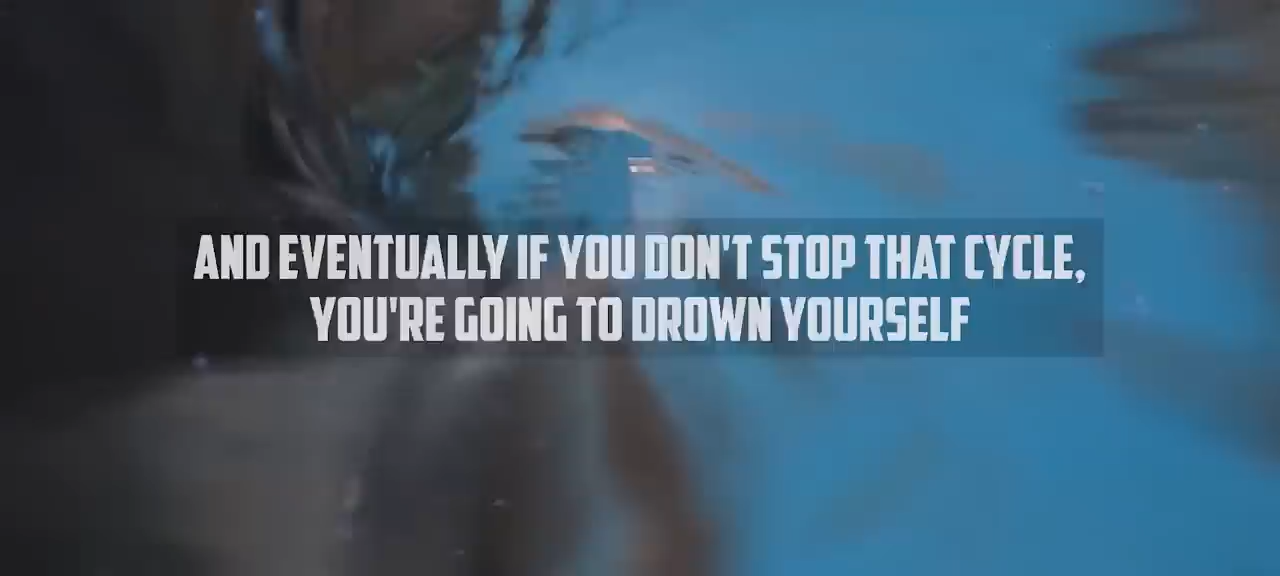 AND EVENTUALLY IF YOU DON'T STOP THAT CYCLE,
YOU'RE GOING TO DROWN YOURSELF